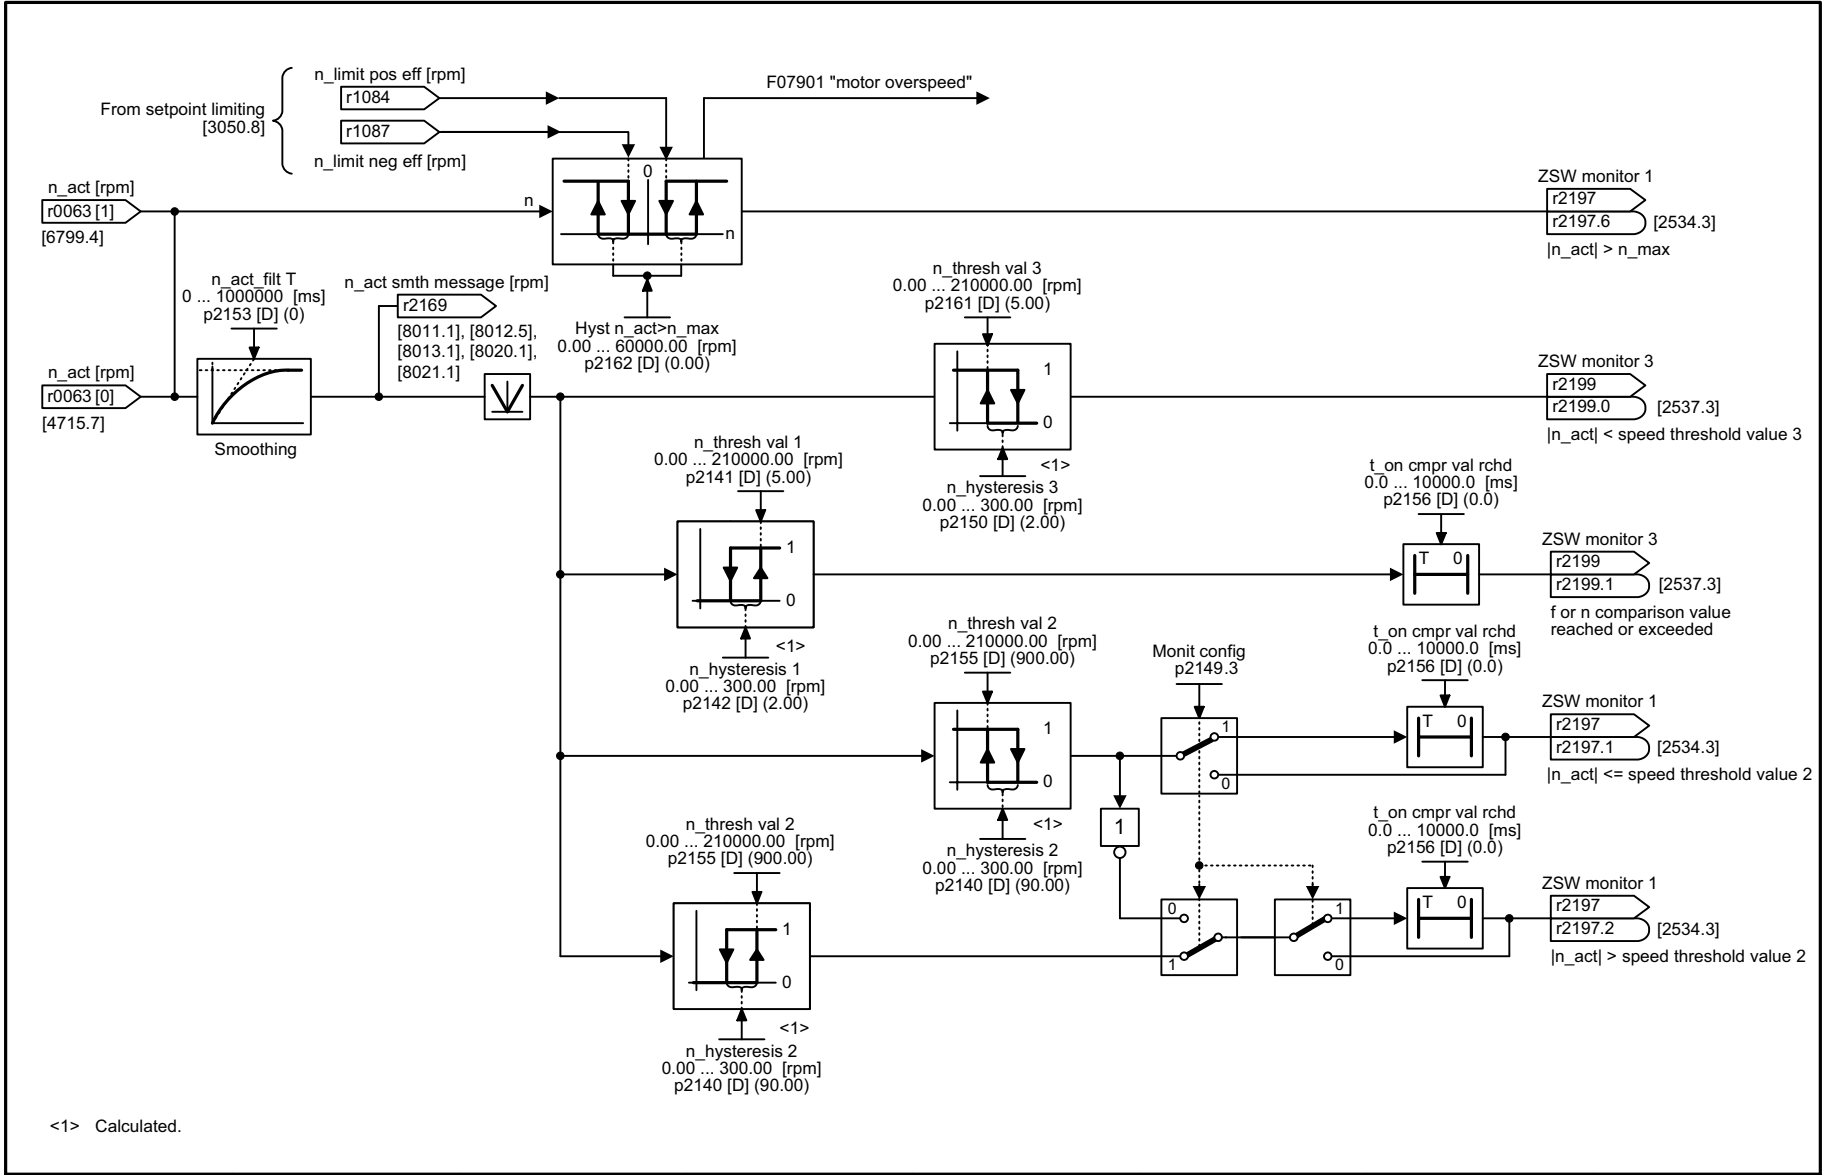 n_limit pos eff [rpm]
r1084
From setpoint limiting
[3050.8]
r1087
n_limit neg eff [rpm]
F07901 "motor overspeed"
n_act [rpm]
r0063 [1]
[6799.4]
n
0
n
ZSW monitor 1
r2197
r2197.6
[2534.3]
|n_act| > n_max
Hyst n_act>n_max
0.00 ... 60000.00 [rpm]
p2162 [D] (0.00)
n_act_filt T
0 ... 1000000 [ms]
p2153 [D] (0)
n_act smth message [rpm]
r2169
[8011.1], [8012.5],
[8013.1], [8020.1],
[8021.1]
n_act [rpm]
r0063 [0]
[4715.7]
Smoothing
n_thresh val 3
0.00 ... 210000.00 [rpm]
p2161 [D] (5.00)
1
0
<1>
n_hysteresis 3
0.00 ... 300.00 [rpm]
p2150 [D] (2.00)
ZSW monitor 3
r2199
r2199.0
[2537.3]
|n_act| < speed threshold value 3
n_thresh val 1
0.00 ... 210000.00 [rpm]
p2141 [D] (5.00)
1
0
<1>
n_hysteresis 1
0.00 ... 300.00 [rpm]
p2142 [D] (2.00)
t_on cmpr val rchd
0.0 ... 10000.0 [ms]
p2156 [D] (0.0)
T 0
ZSW monitor 3
r2199
r2199.1
[2537.3]
f or n comparison value
reached or exceeded
n_thresh val 2
0.00 ... 210000.00 [rpm]
p2155 [D] (900.00)
1
0
<1>
n_hysteresis 2
0.00 ... 300.00 [rpm]
p2140 [D] (90.00)
Monit config
p2149.3
1
0
t_on cmpr val rchd
0.0 ... 10000.0 [ms]
p2156 [D] (0.0)
T 0
ZSW monitor 1
r2197
r2197.1
[2534.3]
|n_act| <= speed threshold value 2
1
n_thresh val 2
0.00 ... 210000.00 [rpm]
p2155 [D] (900.00)
1
0
<1>
n_hysteresis 2
0.00 ... 300.00 [rpm]
p2140 [D] (90.00)
0
1
1
0
t_on cmpr val rchd
0.0 ... 10000.0 [ms]
p2156 [D] (0.0)
T 0
ZSW monitor 1
r2197
r2197.2
[2534.3]
|n_act| > speed threshold value 2
<1> Calculated.